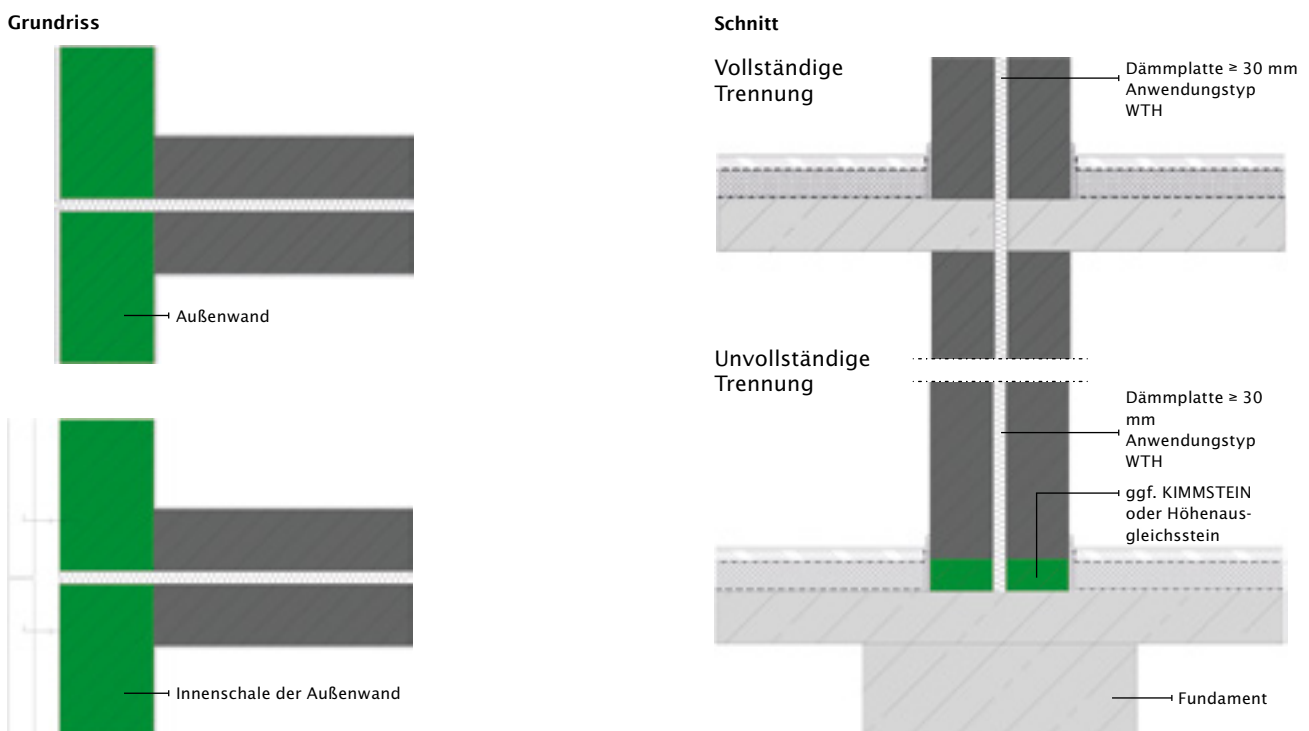 Grundriss
Außenwand
Innenschale der Außenwand
Schnitt
Vollständige
Trennung
Dämmplatte ≥ 30 mm
Anwendungstyp
WTH
Unvollständige
Trennung
Dämmplatte ≥ 30
mm
Anwendungstyp
WTH
ggf. KIMMSTEIN
oder Höhenaus-
gleichsstein
Fundament